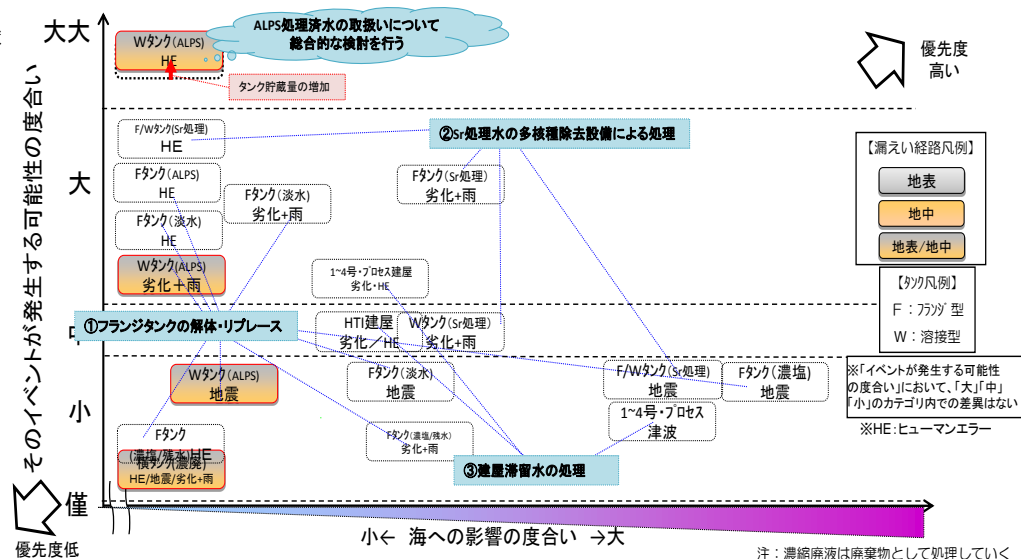 大大
そのイベントが発生する可能性の度合い
Wタンク(ALPS)
HE
ALPS処理済水の取扱いについて
総合的な検討を行う
タンク貯蔵量の増加
優先度
高い
F/Wタンク(Sr処理)
HE
②Sr処理水の多核種除去設備による処理
大
Fタンク(ALPS)
HE
Fタンク(淡水)
劣化+雨
Fタンク(Sr処理)
劣化+雨
【漏えい経路凡例】
地表
地中
地表/地中
Fタンク(淡水)
HE
Wタンク(ALPS)
劣化+雨
1~4号・プロセス建屋
劣化・HE
【タンク凡例】
F:フランジ型
W:溶接型
①フランジタンクの解体・リプレース
中
HTI建屋
劣化/HE
Wタンク(Sr処理)
劣化+雨
Wタンク(ALPS)
地震
Fタンク(淡水)
地震
F/Wタンク(Sr処理)
地震
Fタンク(濃塩)
地震
※「イベントが発生する可能性
の度合い」において、「大」「中」
「小」のカテゴリ内での差異はない
※HE:ヒューマンエラー
小
1~4号・プロセス
津波
Fタンク
(濃塩/残水)HE
Fタンク(濃塩/残水)
劣化+雨
横タンク(濃廃)
HE/地震/劣化+雨
③建屋滞留水の処理
僅
優先度低
小← 海への影響の度合い →大
注:濃縮廃液は廃棄物として処理していく